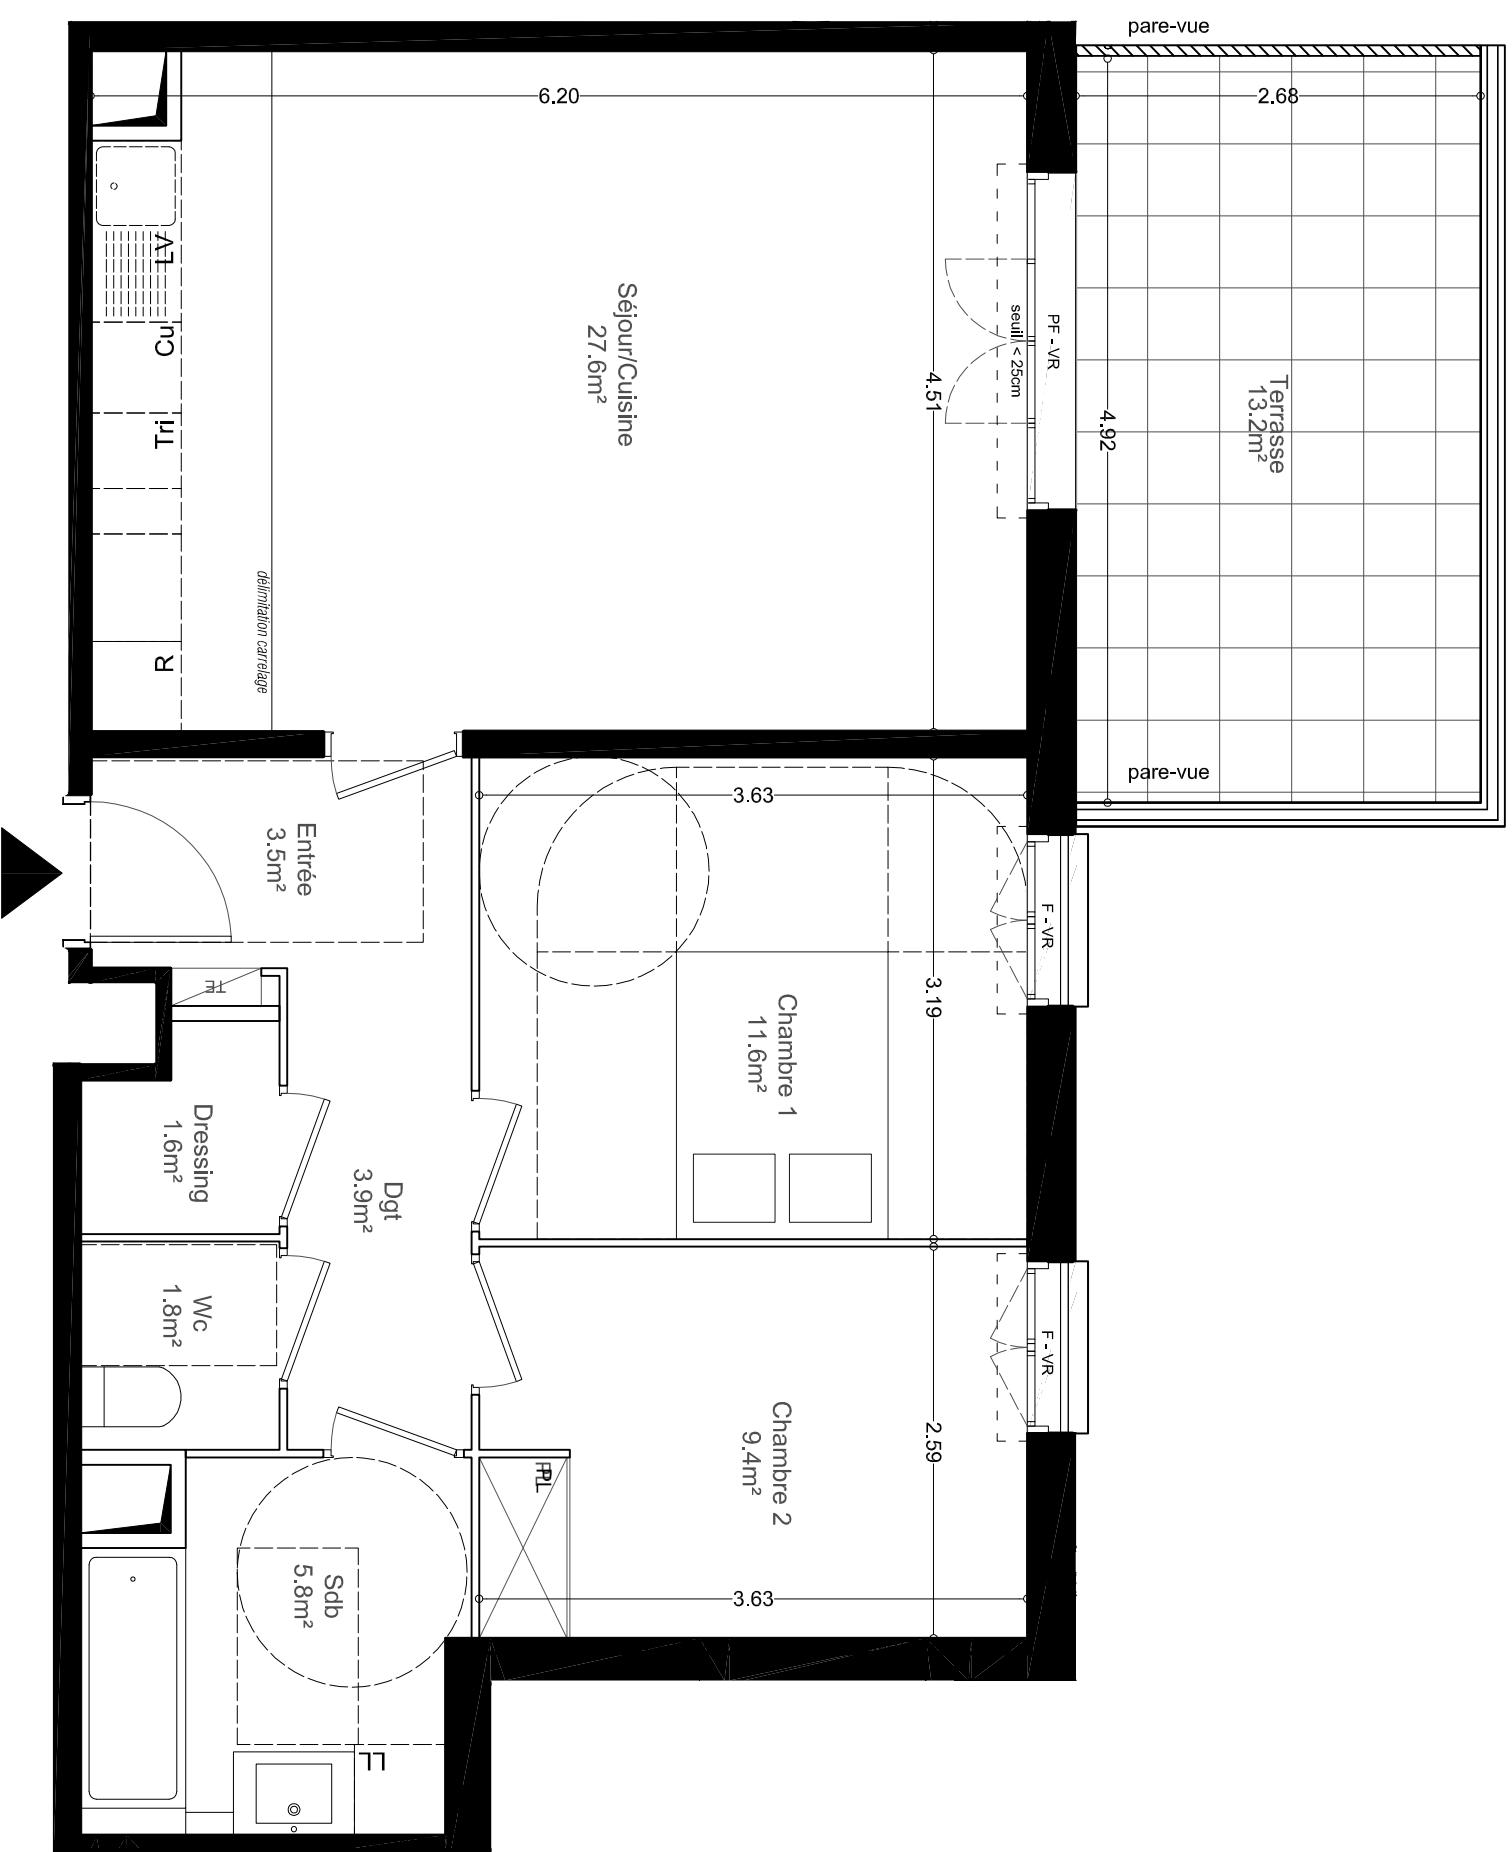 pare-vue
6.20
2.68
LV
Cu
Tri
R
délimitation carrelage
Séjour/Cuisine
27.6m²
4.51
seuil < 25cm
PF - VR
4.92
Terrasse
13.2m²
pare-vue
3.63
Entrée
3.5m²
F - VR
TE
3.19
Chambre 1
11.6m²
Dressing
1.6m²
Dgt
3.9m²
Wc
1.8m²
F - VR
2.59
Chambre 2
9.4m²
PL
Sdb
5.8m²
3.63
LL